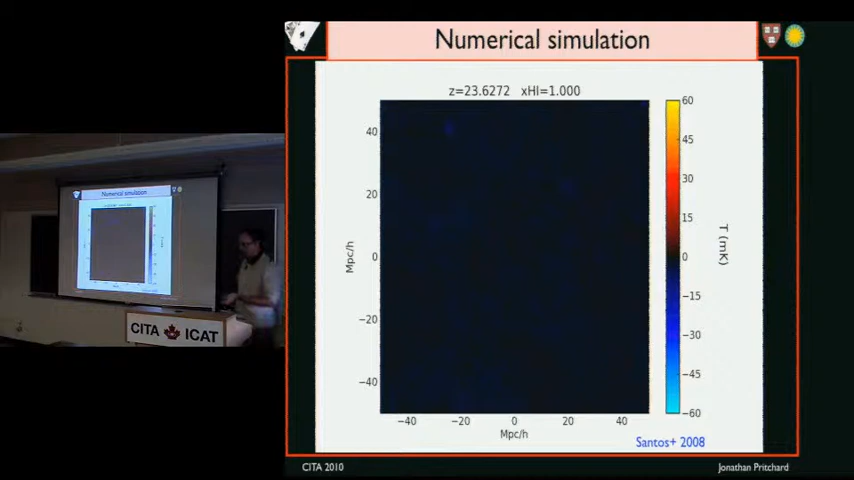 Numerical simulation
z=23.6272 xHI=1.000
40
20
0
−20
−40
Mpc/h
−40 −20 0 20 40
Mpc/h
60
45
30
15
0
−15
−30
−45
−60
T (mK)
Santos+ 2008
CITA 2010
Jonathan Pritchard
Numerical simulation
CITA ICAT